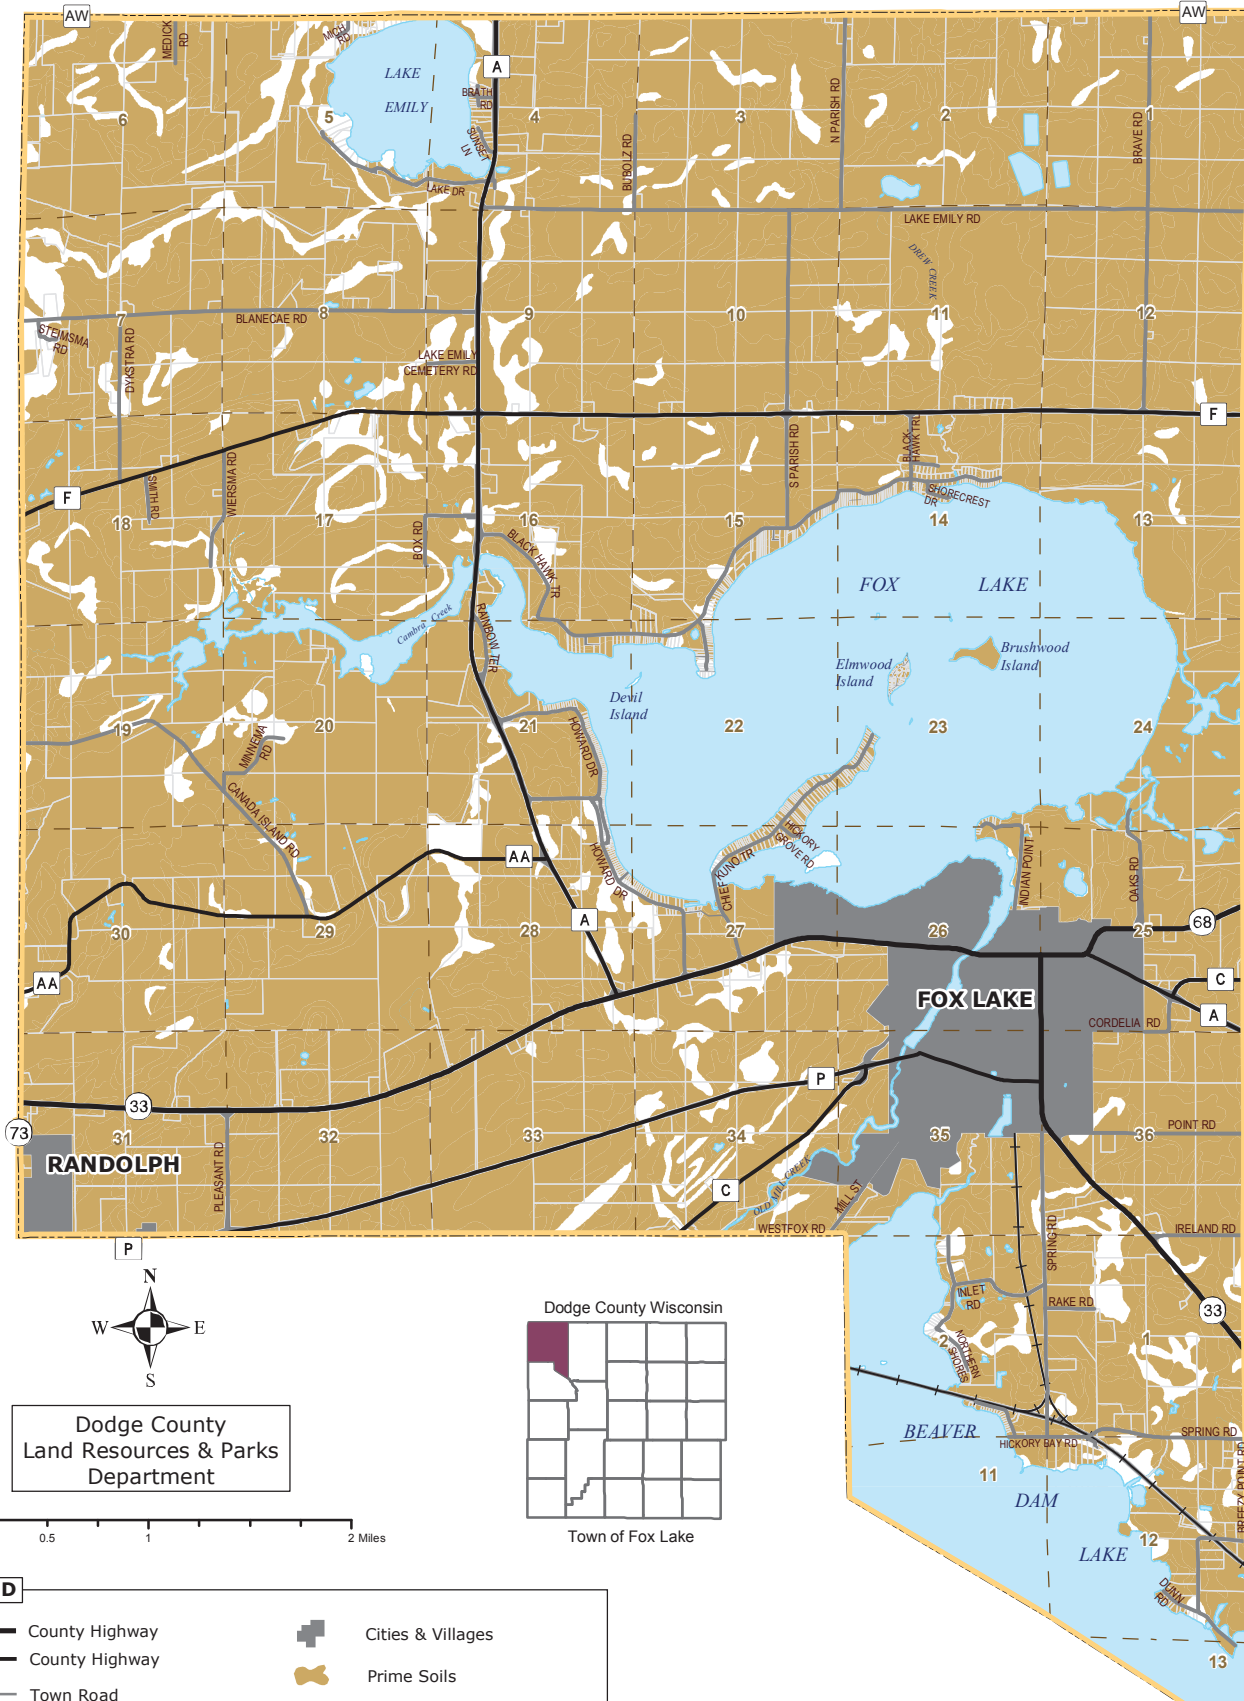 AW
AW
MEDICK
RD
MICH
RD
LAKE
EMILY
A
BRATH
RD
SUNSET
LN
N PARISH RD
BRAVE RD
BUBOLZ RD
6
5
4
3
2
1
LAKE DR
LAKE EMILY RD
DREW CREEK
7
8
9
10
11
12
BLANECAE RD
STEIMSMA
RD
DYKSTRA RD
LAKE EMILY
CEMETERY RD
F
BLACK
HAWK TRL
S PARISH RD
WIERSMA RD
SMITH RD
F
SHORECREST
DR
18
17
16
15
14
13
BOX RD
BLACK HAWK TR
FOX LAKE
Cambra Creek
RAINBOW TER
Elmwood
Island
Brushwood
Island
Devil
Island
19
20
21
22
23
24
MINNEMA
RD
HOWARD DR
CANADA ISLAND RD
HICKORY
GROVE RD
CHIEF KUNO TR
INDIAN POINT
OAKS RD
AA
HOWARD DR
A
68
30
29
28
27
26
25
AA
C
FOX LAKE
A
CORDELIA RD
P
33
73
31
32
33
34
35
36
POINT RD
RANDOLPH
PLEASANT RD
OLD MILL CREEK
C
MILL ST
WESTFOX RD
IRELAND RD
SPRING RD
P
N
W E
S
INLET
RD
RAKE RD
33
2
NORTHERN
SHORES
1
Dodge County Wisconsin
Dodge County
Land Resources & Parks
Department
BEAVER
HICKORY BAY RD
SPRING RD
BREEZY POINT RD
11
DAM
LAKE
12
0.5
1
2 Miles
Town of Fox Lake
DUNN
RD
13
D
County Highway
County Highway
Town Road
Cities & Villages
Prime Soils